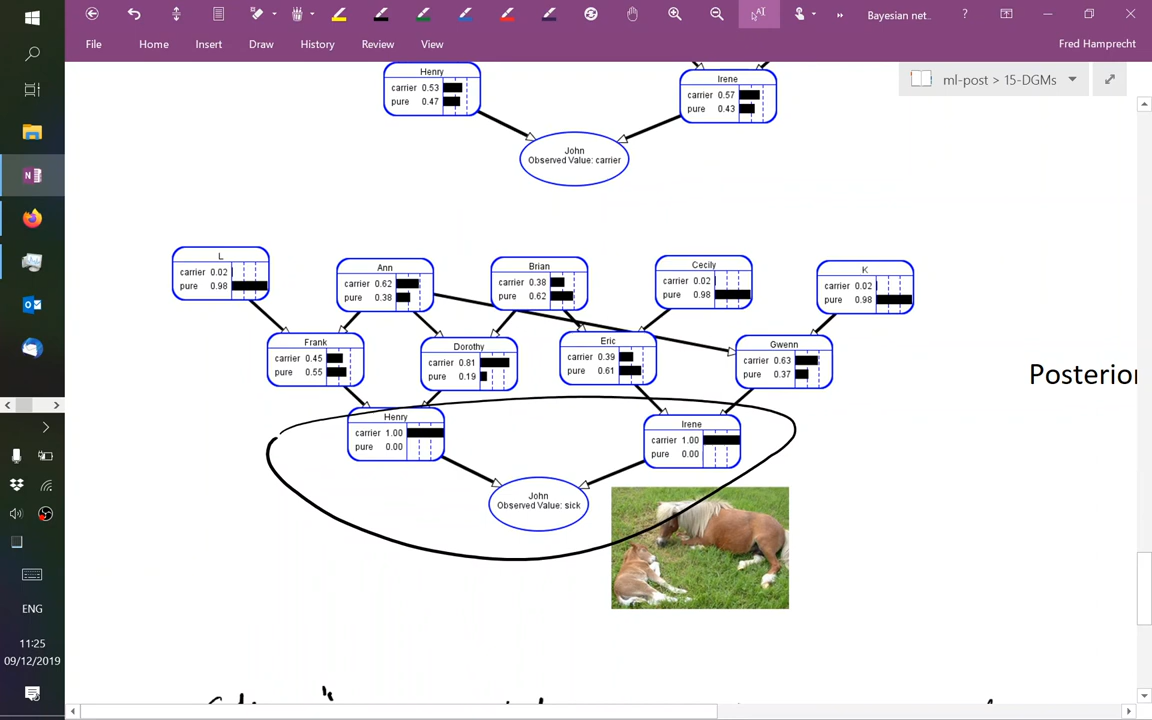 Bayesian net..
File
Home
Insert
Draw
History
Review
View
Fred Hamprecht
ml-post > 15-DGMs
Henry
carrier 0.53
pure 0.47
Irene
carrier 0.57
pure 0.43
John
Observed Value: carrier
L
carrier 0.02
pure 0.98
Ann
carrier 0.62
pure 0.38
Brian
carrier 0.38
pure 0.62
Cecily
carrier 0.02
pure 0.98
K
carrier 0.02
pure 0.98
Frank
carrier 0.45
pure 0.55
Dorothy
carrier 0.81
pure 0.19
Eric
carrier 0.39
pure 0.61
Gwenn
carrier 0.63
pure 0.37
Posterior
Henry
carrier 1.00
pure 0.00
Irene
carrier 1.00
pure 0.00
John
Observed Value: sick
ENG
11:25
09/12/2019